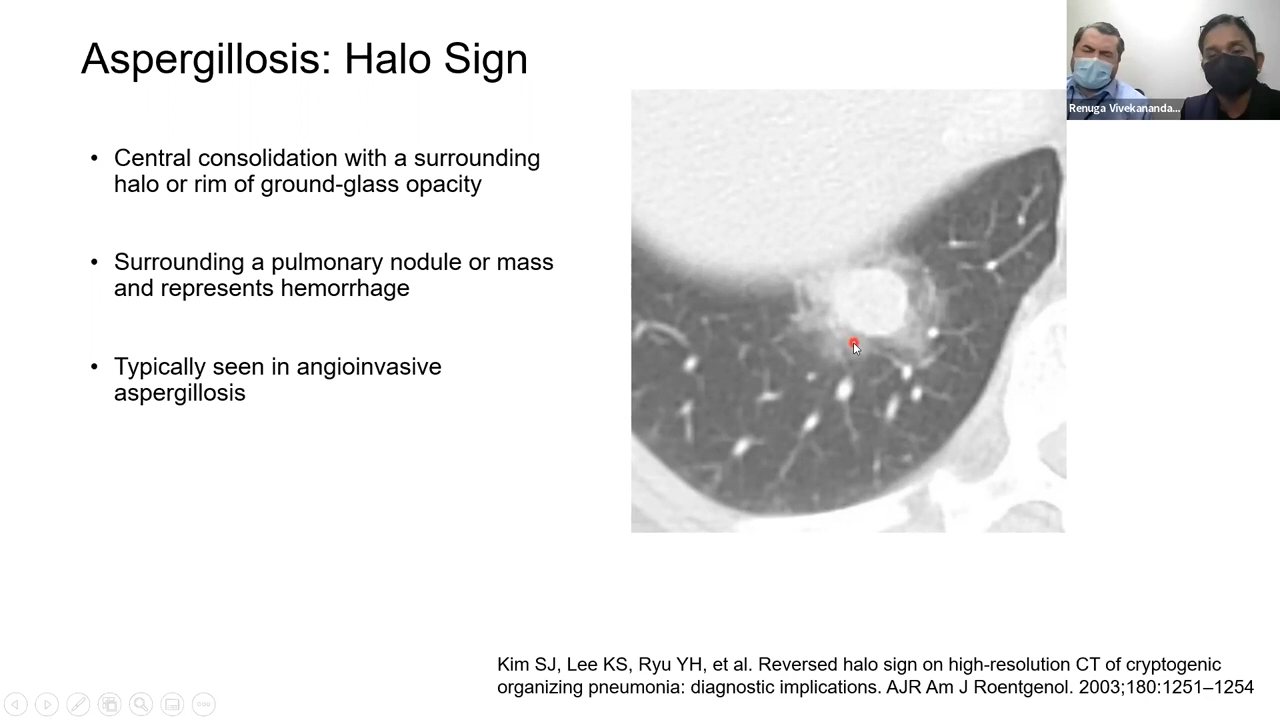 Aspergillosis: Halo Sign
Renuga Vivekananda...
• Central consolidation with a surrounding
halo or rim of ground-glass opacity
• Surrounding a pulmonary nodule or mass
and represents hemorrhage
• Typically seen in angioinvasive
aspergillosis
Kim SJ, Lee KS, Ryu YH, et al. Reversed halo sign on high-resolution CT of cryptogenic
organizing pneumonia: diagnostic implications. AJR Am J Roentgenol. 2003;180:1251–1254